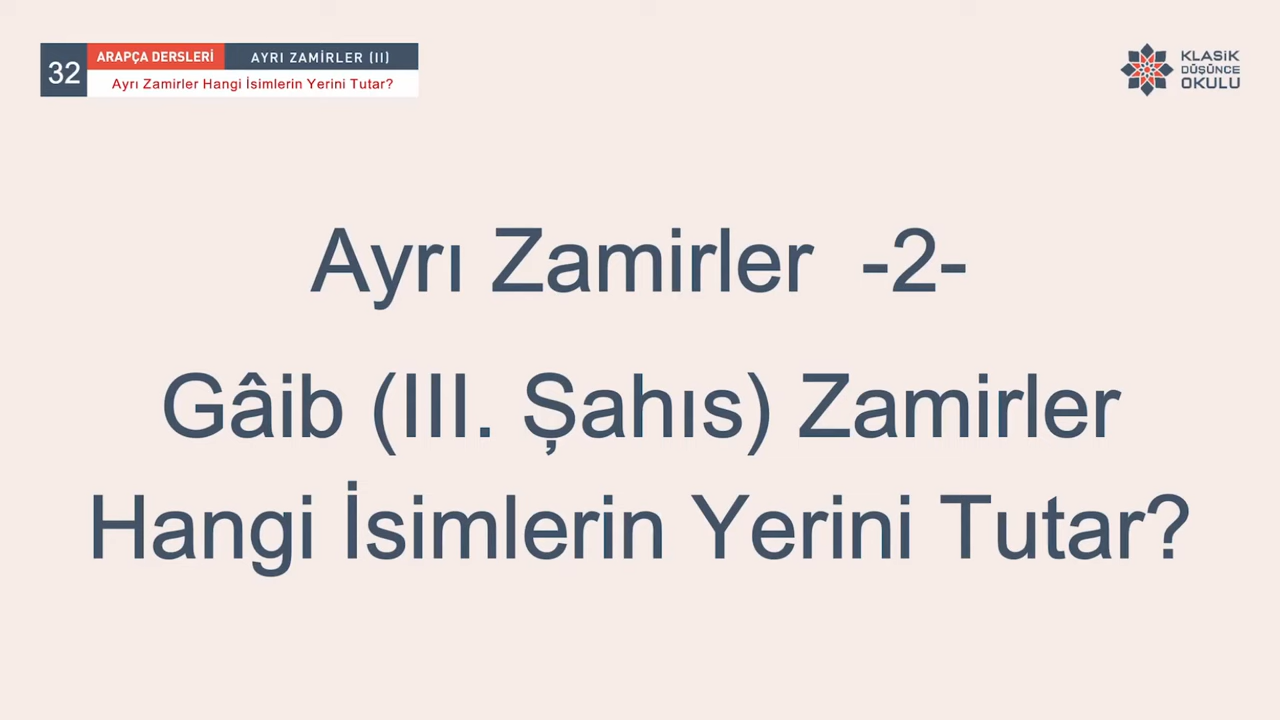 32
ARAPÇA DERSLERİ
AYRI ZAMİRLER (II)
Ayrı Zamirler Hangi İsimlerin Yerini Tutar?
KLASİK
DÜŞÜNCE
OKULU
Ayrı Zamirler -2-
Gâib (III. Şahıs) Zamirler
Hangi İsimlerin Yerini Tutar?